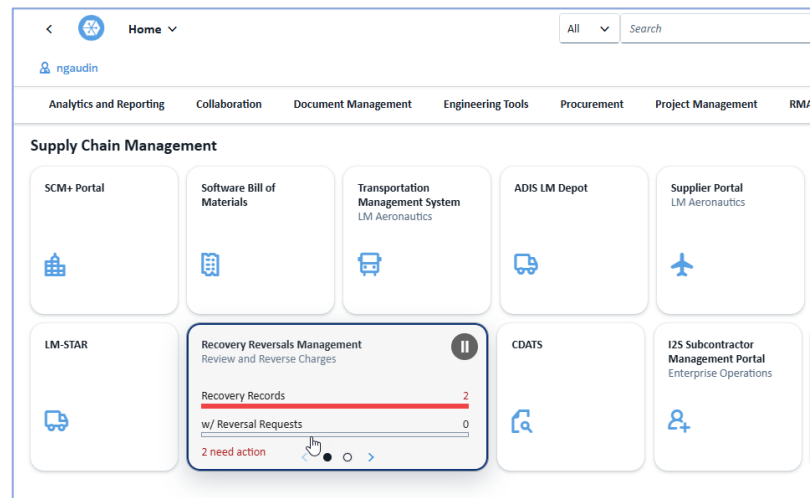 Home
All
Search
ngaudin
Analytics and Reporting
Collaboration
Document Management
Engineering Tools
Procurement
Project Management
RMA
Supply Chain Management
SCM+ Portal
Software Bill of
Materials
Transportation
Management System
LM Aeronautics
ADIS LM Depot
Supplier Portal
LM Aeronautics
LM-STAR
Recovery Reversals Management
Review and Reverse Charges
Recovery Records 2
w/ Reversal Requests 0
2 need action
CDATS
I2S Subcontractor
Management Portal
Enterprise Operations